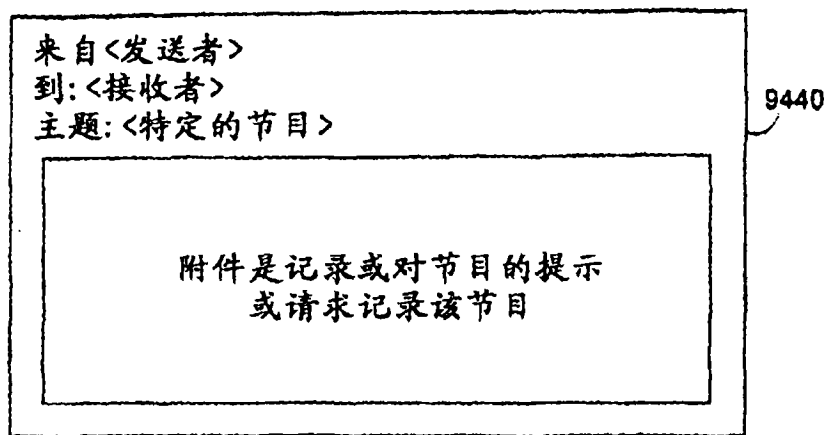 来自<发送者>
到:<接收者>
主题:<特定的节目>
9440
附件是记录或对节目的提示
或请求记录该节目